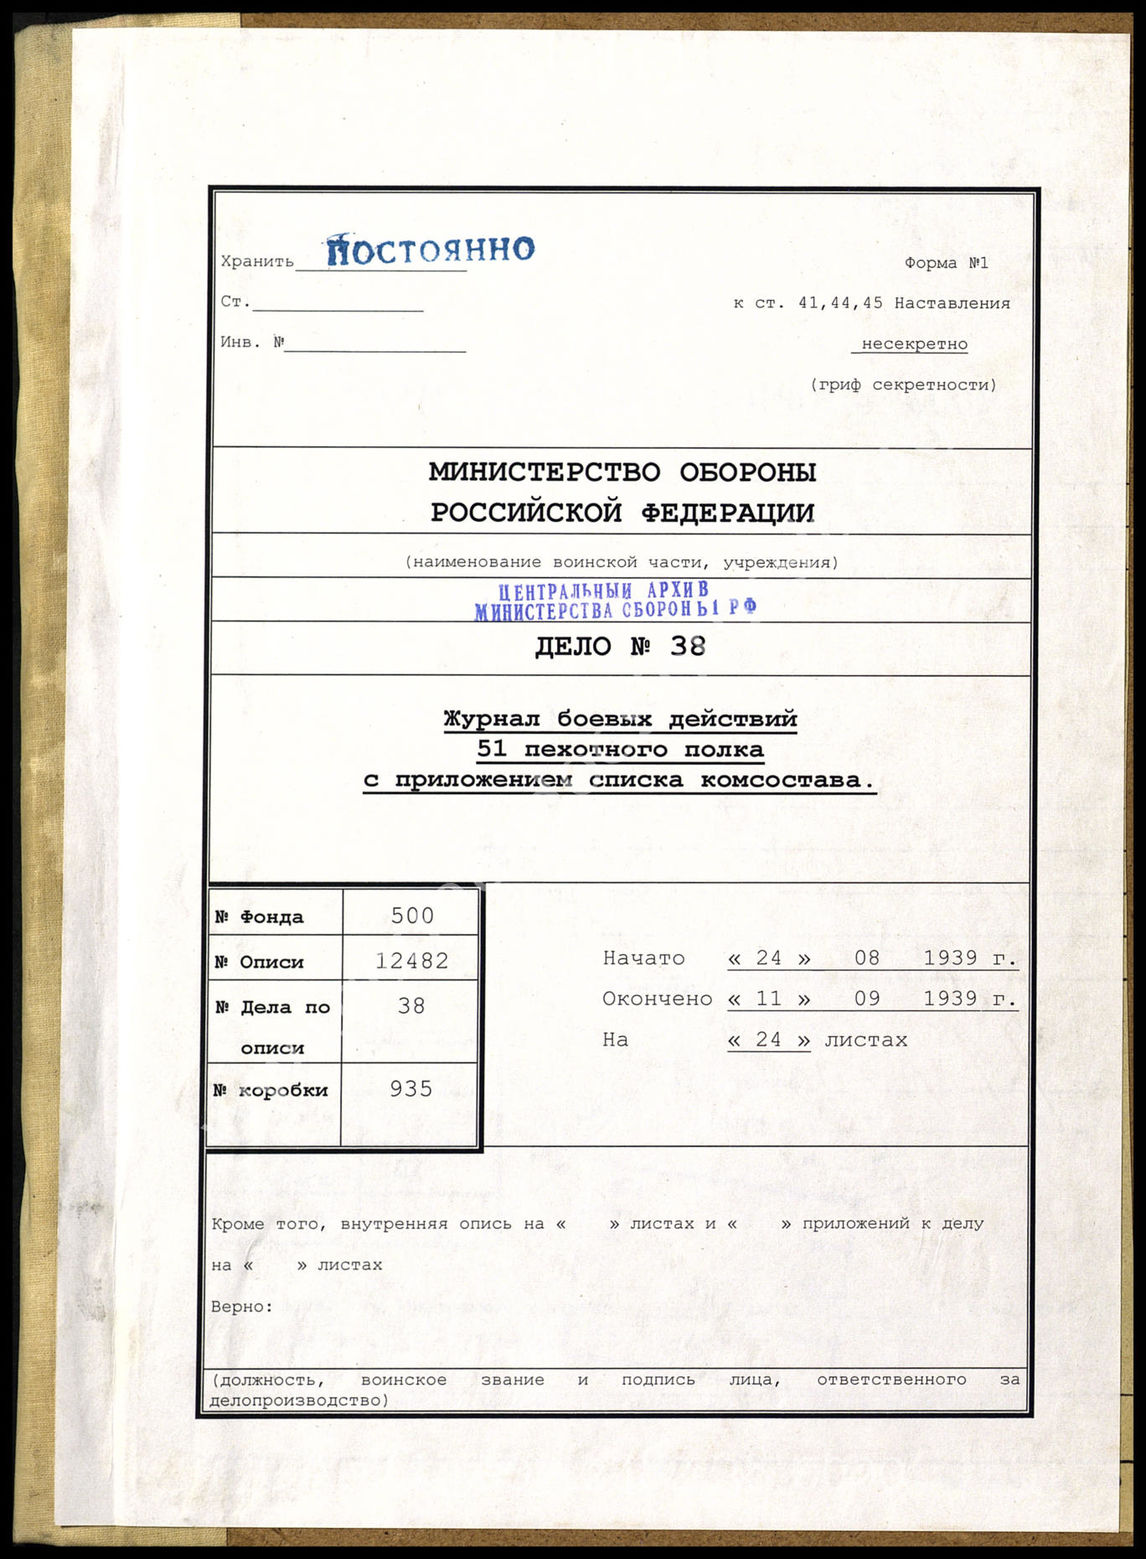 Хранить ПОСТОЯННО
Форма №1
Ст.
к ст. 41,44,45 Наставления
Инв. №
несекретно
(гриф секретности)
МИНИСТЕРСТВО ОБОРОНЫ
РОССИЙСКОЙ ФЕДЕРАЦИИ
(наименование воинской части, учреждения)
ЦЕНТРАЛЬНЫЙ АРХИВ
МИНИСТЕРСТВА ОБОРОНЫ РФ
ДЕЛО № 38
Журнал боевых действий
51 пехотного полка
с приложением списка комсостава.
№ Фонда 500
№ Описи 12482
№ Дела по 38
описи
№ коробки 935
Начато « 24 » 08 1939 г.
Окончено « 11 » 09 1939 г.
На « 24 » листах
Кроме того, внутренняя опись на « » листах и « » приложений к делу
на « » листах
Верно:
(должность, воинское звание и подпись лица, ответственного за
делопроизводство)